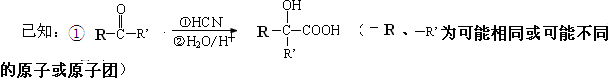 已知：① R-C(=O)-R' ①HCN ②H₂O/H⁺ → R-C(OH)(R')-COOH （－R、－R'为可能相同或可能不同
的原子或原子团）